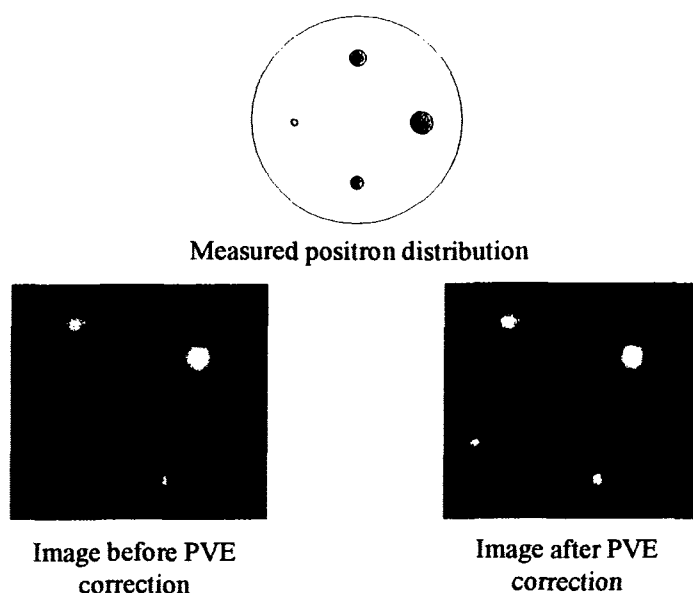 Measured positron distribution
Image before PVE
correction
Image after PVE
correction